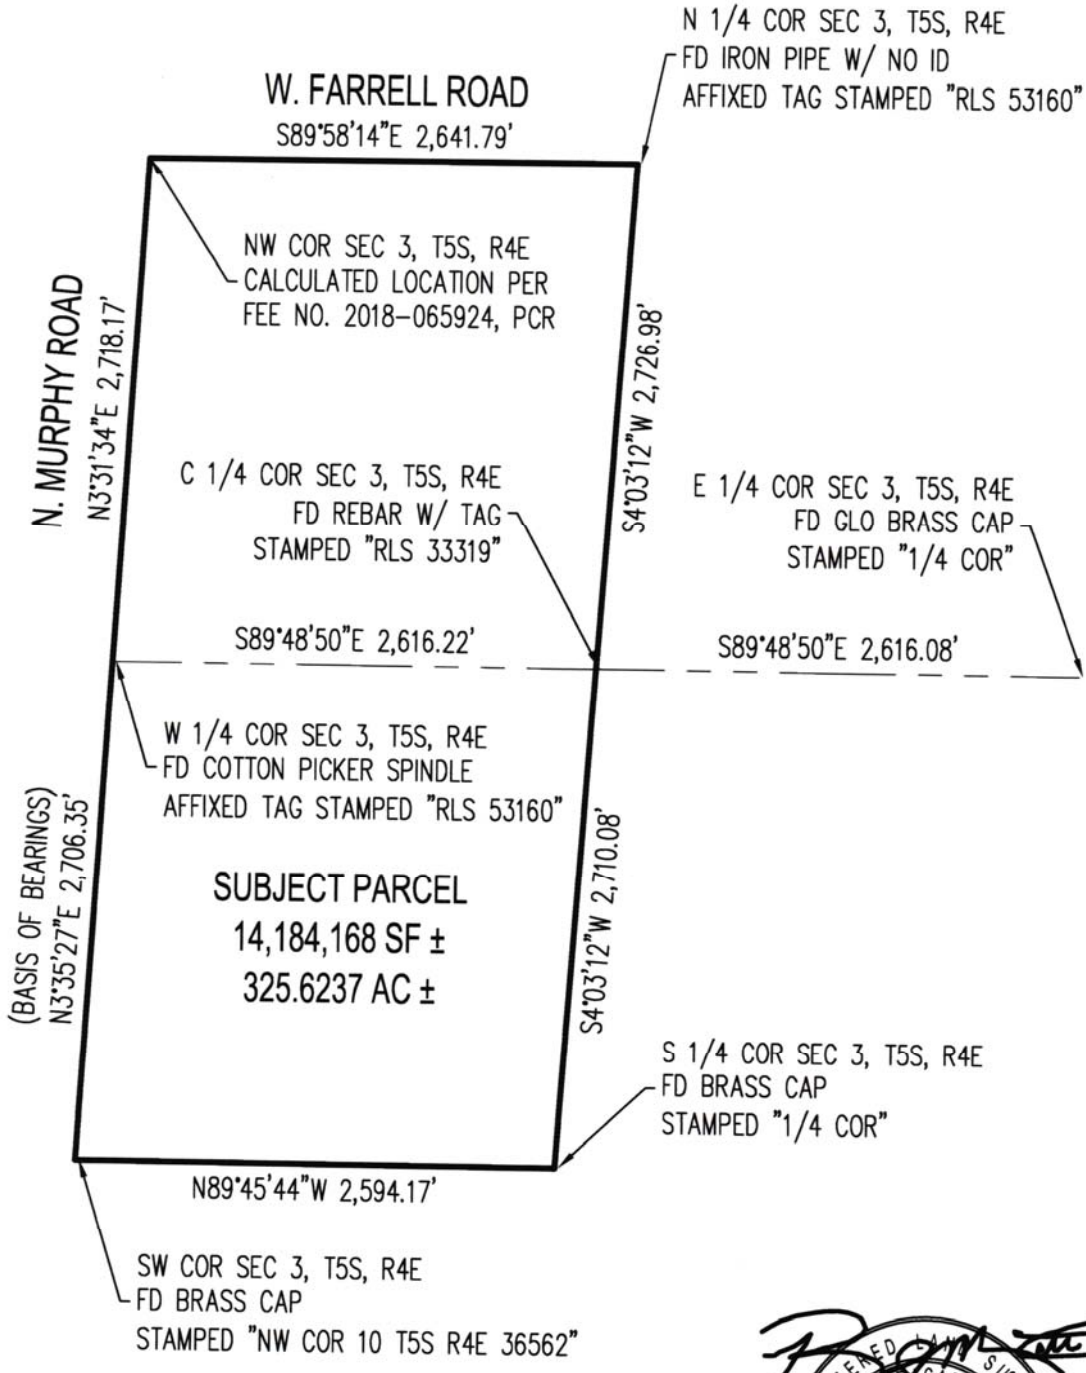 N 1/4 COR SEC 3, T5S, R4E
FD IRON PIPE W/ NO ID
AFFIXED TAG STAMPED "RLS 53160"
W. FARRELL ROAD
S89°58'14"E 2,641.79'
NW COR SEC 3, T5S, R4E
CALCULATED LOCATION PER
FEE NO. 2018-065924, PCR
N. MURPHY ROAD
N3°31'34"E 2,718.17'
S4°03'12"W 2,726.98'
C 1/4 COR SEC 3, T5S, R4E
FD REBAR W/ TAG
STAMPED "RLS 33319"
E 1/4 COR SEC 3, T5S, R4E
FD GLO BRASS CAP
STAMPED "1/4 COR"
S89°48'50"E 2,616.22'
S89°48'50"E 2,616.08'
W 1/4 COR SEC 3, T5S, R4E
FD COTTON PICKER SPINDLE
AFFIXED TAG STAMPED "RLS 53160"
(BASIS OF BEARINGS)
N3°35'27"E 2,706.35'
SUBJECT PARCEL
14,184,168 SF ±
325.6237 AC ±
S4°03'12"W 2,710.08'
S 1/4 COR SEC 3, T5S, R4E
FD BRASS CAP
STAMPED "1/4 COR"
N89°45'44"W 2,594.17'
SW COR SEC 3, T5S, R4E
FD BRASS CAP
STAMPED "NW COR 10 T5S R4E 36562"
LAND